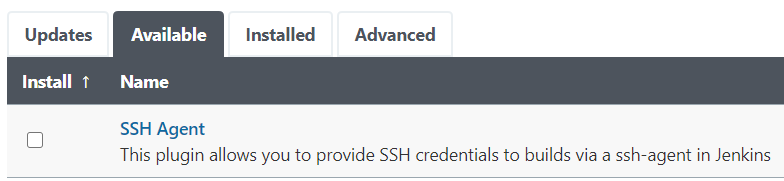 Updates Available Installed Advanced
Install ↑ Name
SSH Agent
This plugin allows you to provide SSH credentials to builds via a ssh-agent in Jenkins